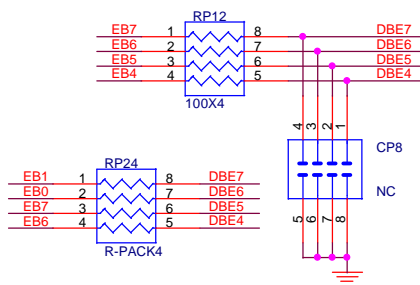 RP12
EB7 1 8 DBE7
EB6 2 7 DBE6
EB5 3 6 DBE5
EB4 4 5 DBE4
100X4
4 3 2 1
CP8
NC
5 6 7 8
RP24
EB1 1 8 DBE7
EB0 2 7 DBE6
EB7 3 6 DBE5
EB6 4 5 DBE4
R-PACK4